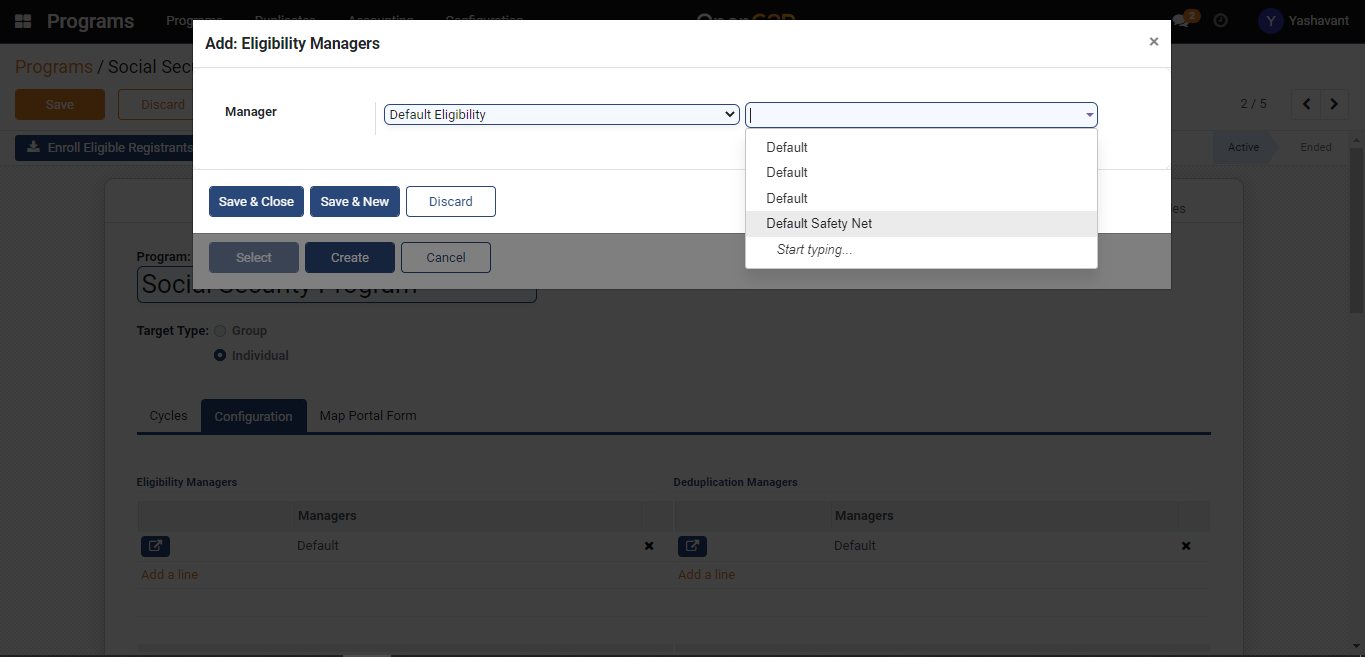 Programs Programs Duplicates Accounting Configuration OpenG2P 2 Y Yashavant
Add: Eligibility Managers ×
Programs / Social Sec
Save Discard 2 / 5
Manager Default Eligibility
Enroll Eligible Registrants Active Ended
Default
Default
Default
Default Safety Net
Start typing...
Save & Close Save & New Discard
es
Select Create Cancel
Program:
Social Security Program
Target Type: Group
Individual
Cycles Configuration Map Portal Form
Eligibility Managers Deduplication Managers
Managers Managers
Default Default
Add a line Add a line